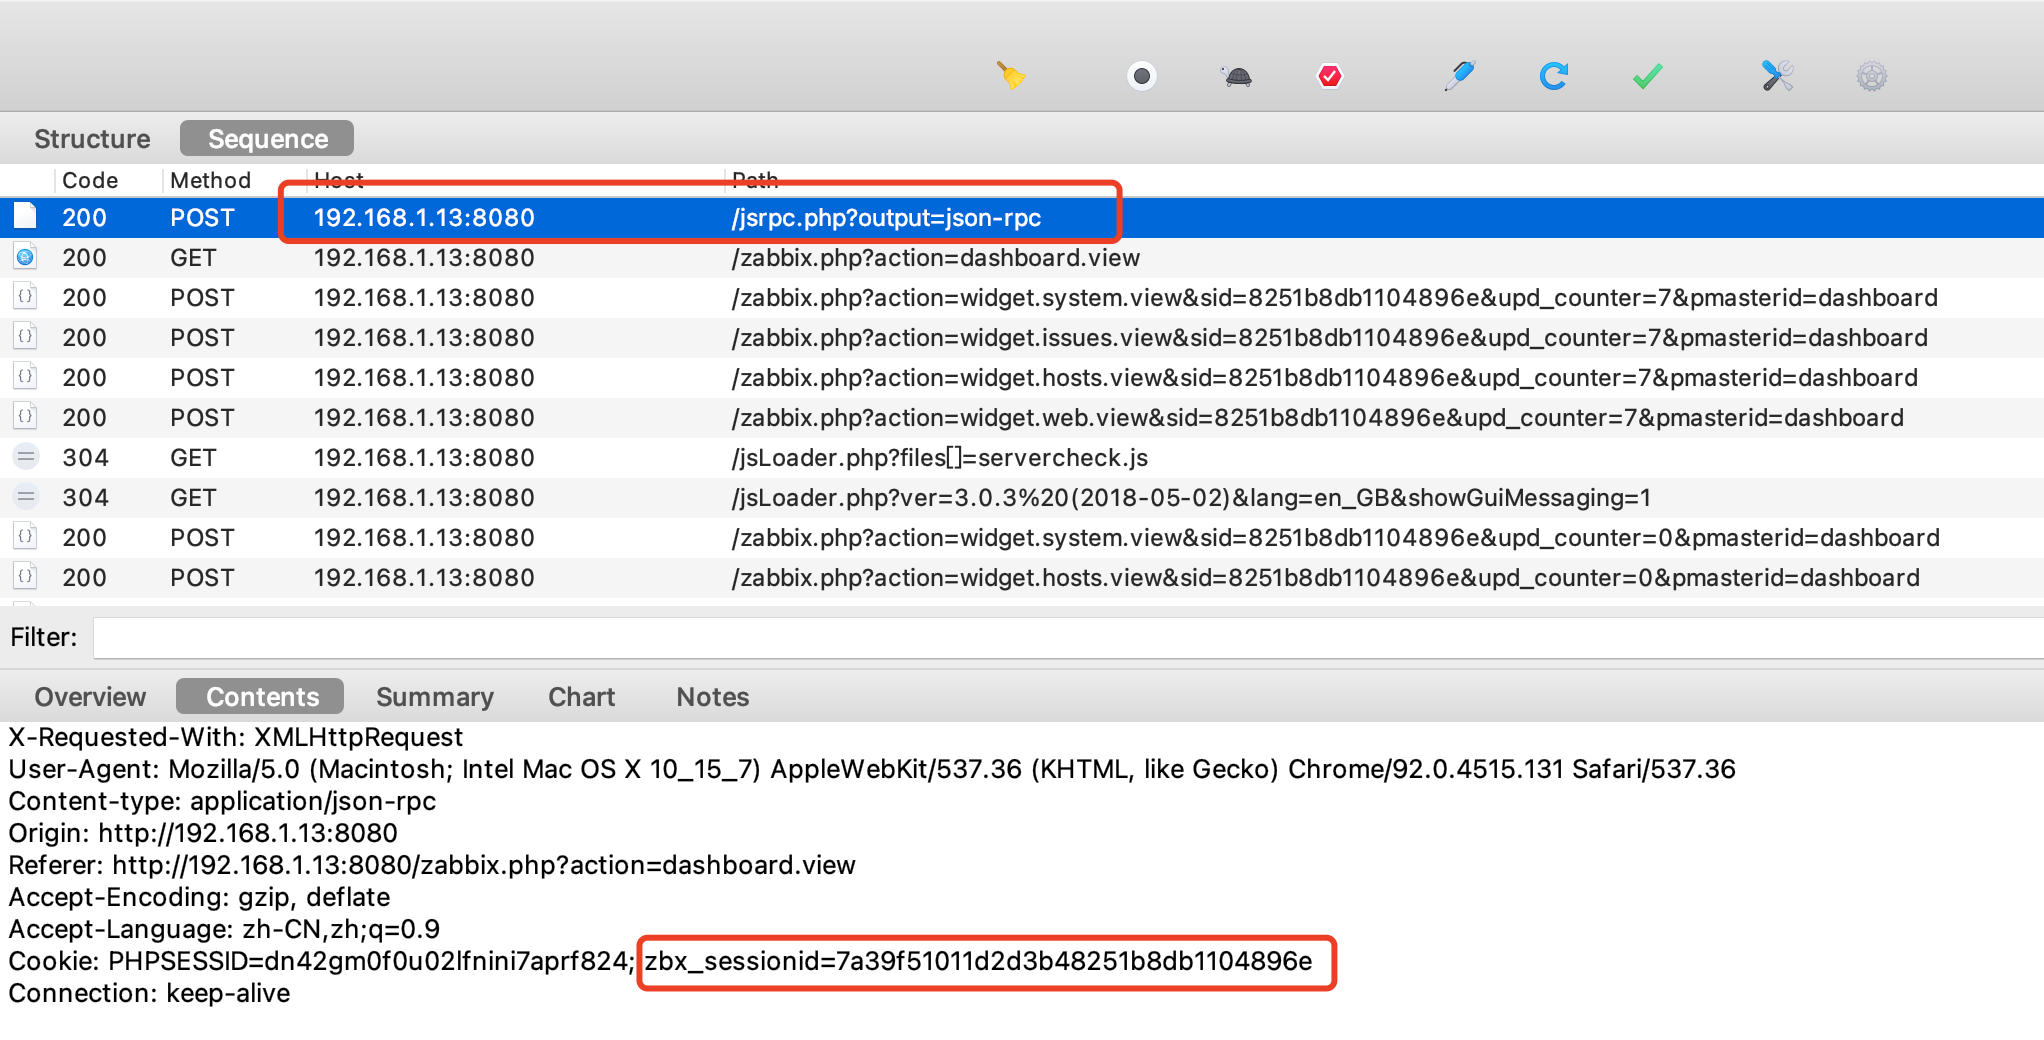 Structure Sequence
Code Method Host Path
200 POST 192.168.1.13:8080 /jsrpc.php?output=json-rpc
200 GET 192.168.1.13:8080 /zabbix.php?action=dashboard.view
200 POST 192.168.1.13:8080 /zabbix.php?action=widget.system.view&sid=8251b8db1104896e&upd_counter=7&pmasterid=dashboard
200 POST 192.168.1.13:8080 /zabbix.php?action=widget.issues.view&sid=8251b8db1104896e&upd_counter=7&pmasterid=dashboard
200 POST 192.168.1.13:8080 /zabbix.php?action=widget.hosts.view&sid=8251b8db1104896e&upd_counter=7&pmasterid=dashboard
200 POST 192.168.1.13:8080 /zabbix.php?action=widget.web.view&sid=8251b8db1104896e&upd_counter=7&pmasterid=dashboard
304 GET 192.168.1.13:8080 /jsLoader.php?files[]=servercheck.js
304 GET 192.168.1.13:8080 /jsLoader.php?ver=3.0.3%20(2018-05-02)&lang=en_GB&showGuiMessaging=1
200 POST 192.168.1.13:8080 /zabbix.php?action=widget.system.view&sid=8251b8db1104896e&upd_counter=0&pmasterid=dashboard
200 POST 192.168.1.13:8080 /zabbix.php?action=widget.hosts.view&sid=8251b8db1104896e&upd_counter=0&pmasterid=dashboard
Filter:
Overview Contents Summary Chart Notes
X-Requested-With: XMLHttpRequest
User-Agent: Mozilla/5.0 (Macintosh; Intel Mac OS X 10_15_7) AppleWebKit/537.36 (KHTML, like Gecko) Chrome/92.0.4515.131 Safari/537.36
Content-type: application/json-rpc
Origin: http://192.168.1.13:8080
Referer: http://192.168.1.13:8080/zabbix.php?action=dashboard.view
Accept-Encoding: gzip, deflate
Accept-Language: zh-CN,zh;q=0.9
Cookie: PHPSESSID=dn42gm0f0u02lfnini7aprf824; zbx_sessionid=7a39f51011d2d3b48251b8db1104896e
Connection: keep-alive